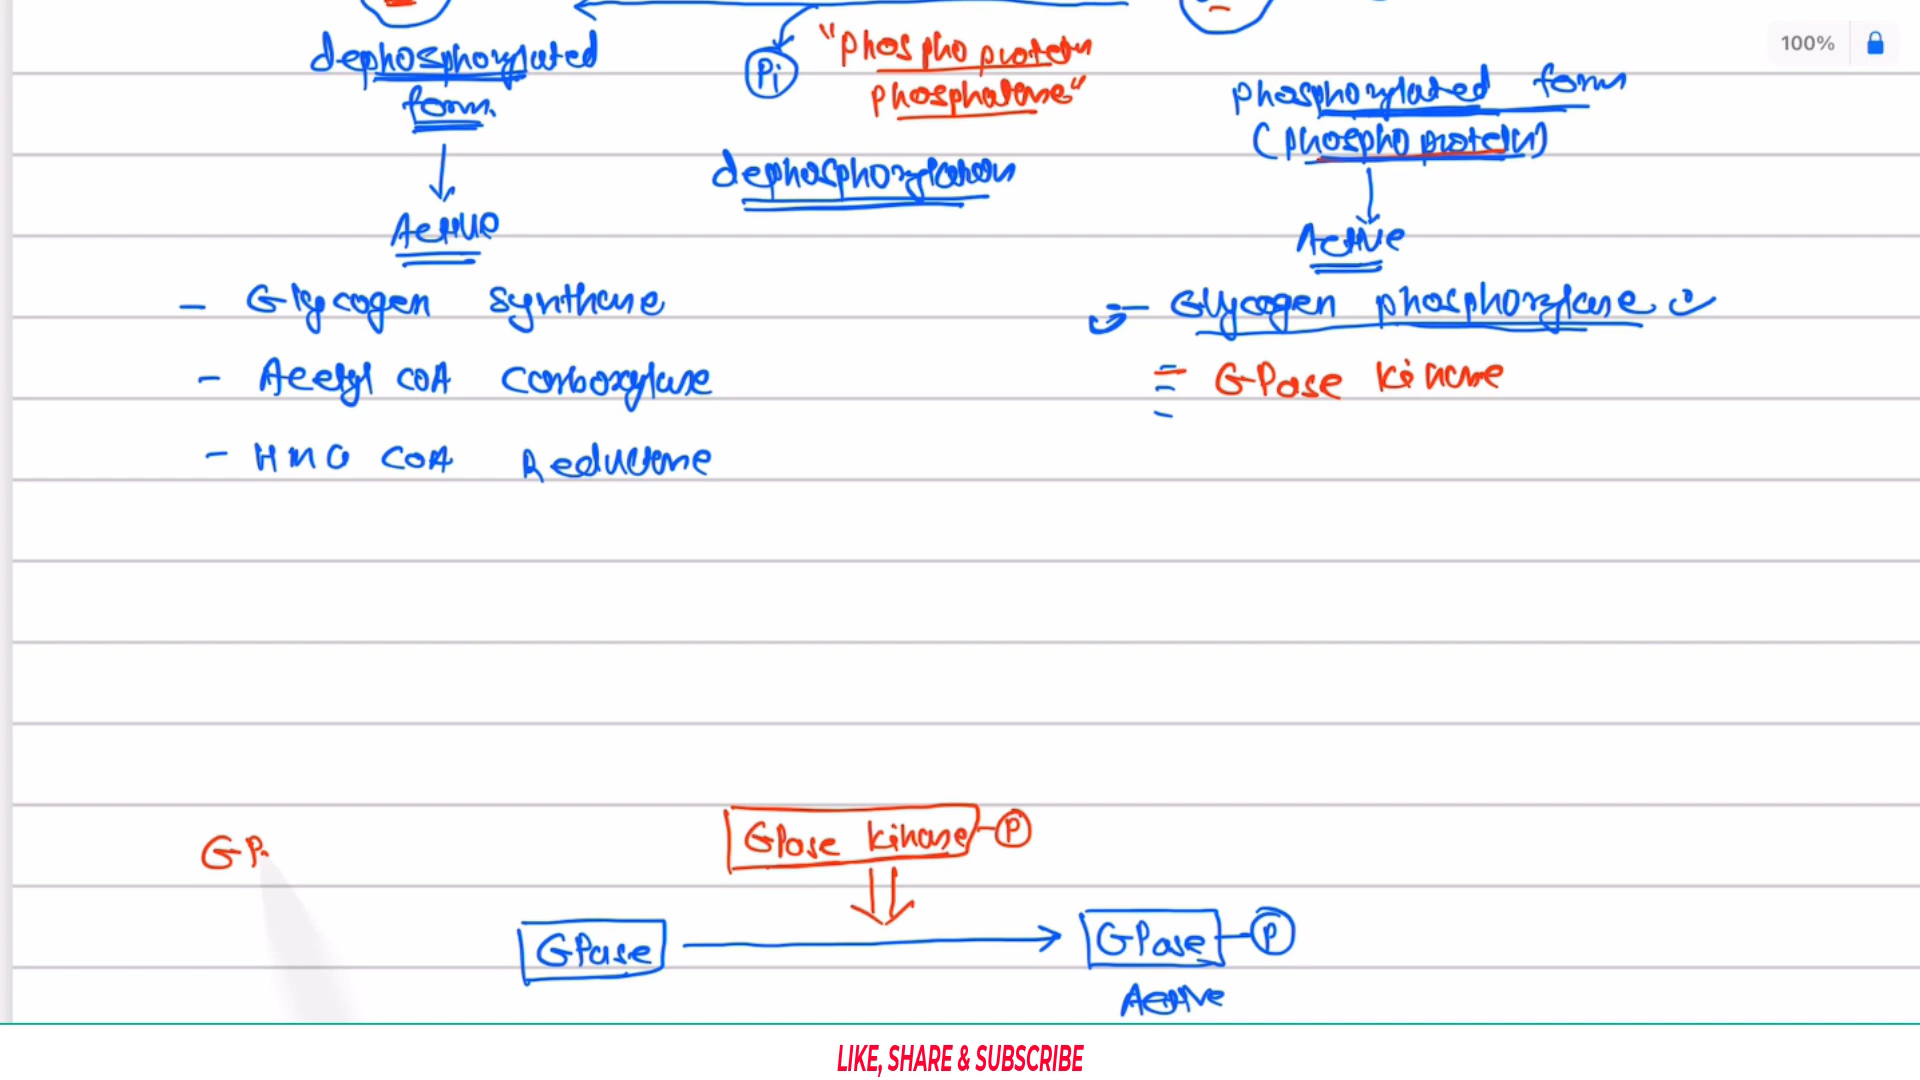 dephosphorylated
form.
Active
- Glycogen synthase
- Acetyl CoA Carboxylase
- HMG CoA Reductase
Pi
"Phospho protein
phosphatase"
dephosphorylation
100%
phosphorylated form
(phospho protein)
Active
- Glycogen phosphorylase
- GPase Kinase
GP
GPase kinase P
GPase
GPase P
Active
LIKE, SHARE & SUBSCRIBE